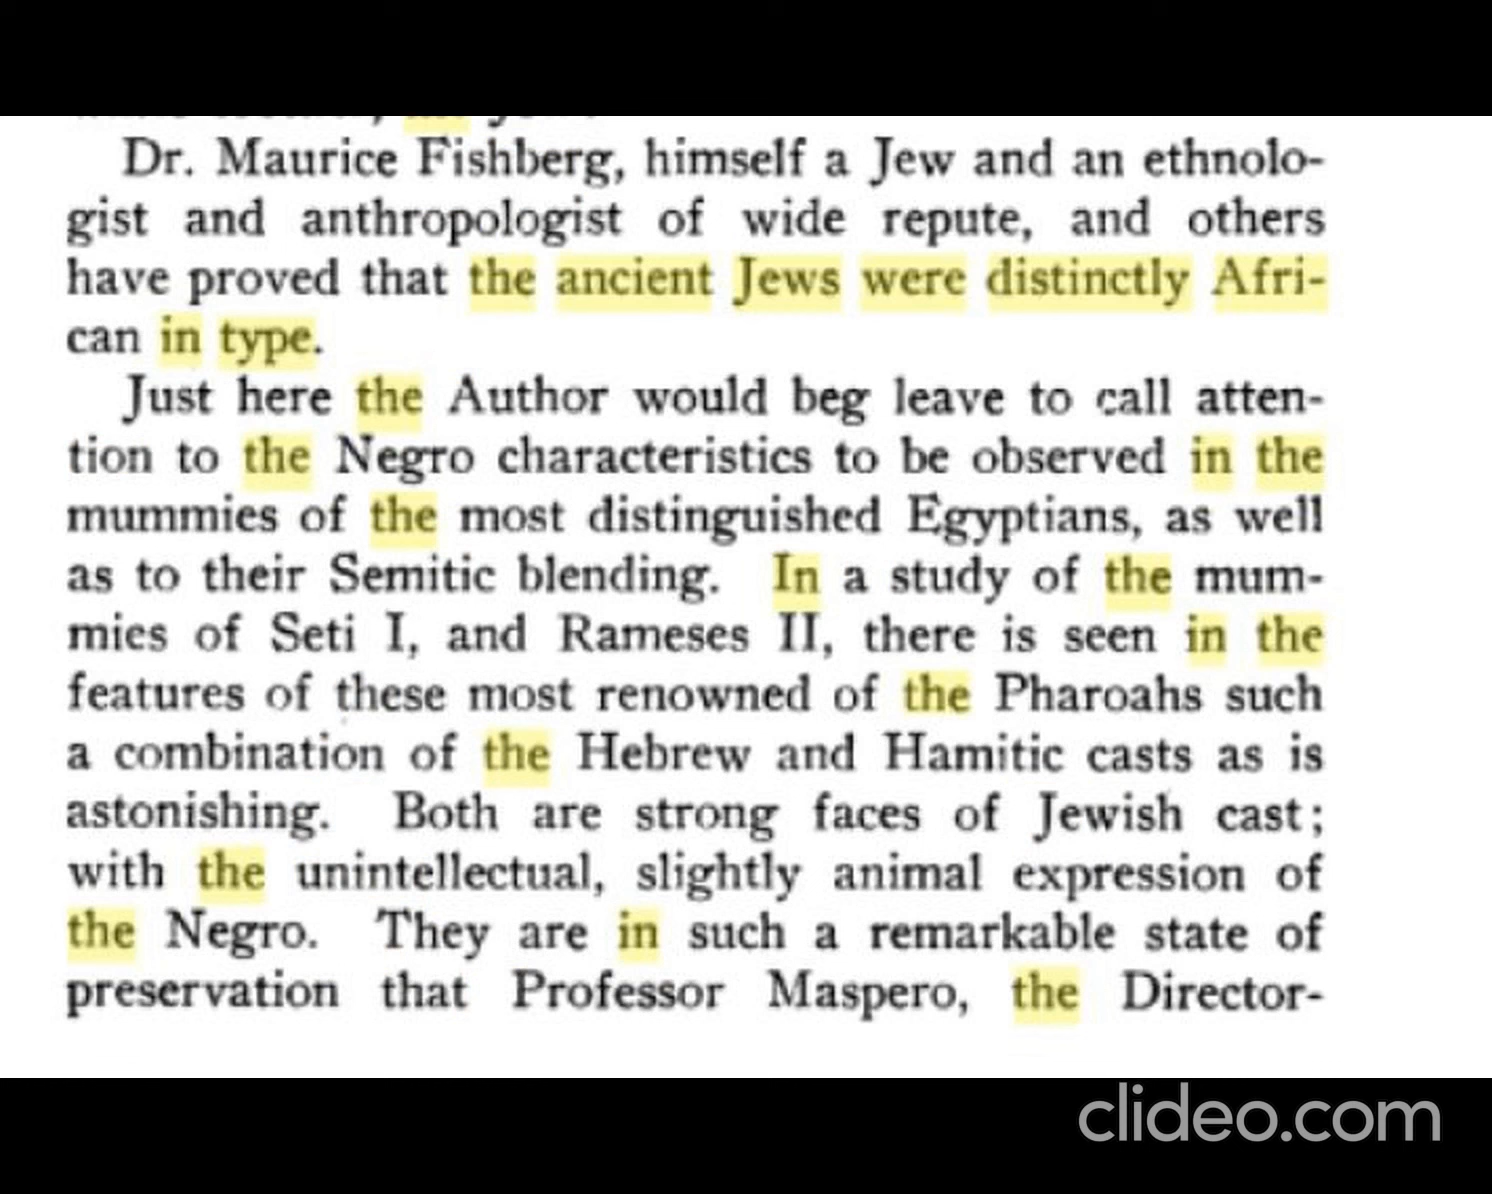 Dr. Maurice Fishberg, himself a Jew and an ethnolo-
gist and anthropologist of wide repute, and others
have proved that the ancient Jews were distinctly Afri-
can in type.
Just here the Author would beg leave to call atten-
tion to the Negro characteristics to be observed in the
mummies of the most distinguished Egyptians, as well
as to their Semitic blending. In a study of the mum-
mies of Seti I, and Rameses II, there is seen in the
features of these most renowned of the Pharoahs such
a combination of the Hebrew and Hamitic casts as is
astonishing. Both are strong faces of Jewish cast;
with the unintellectual, slightly animal expression of
the Negro. They are in such a remarkable state of
preservation that Professor Maspero, the Director-
clideo.com